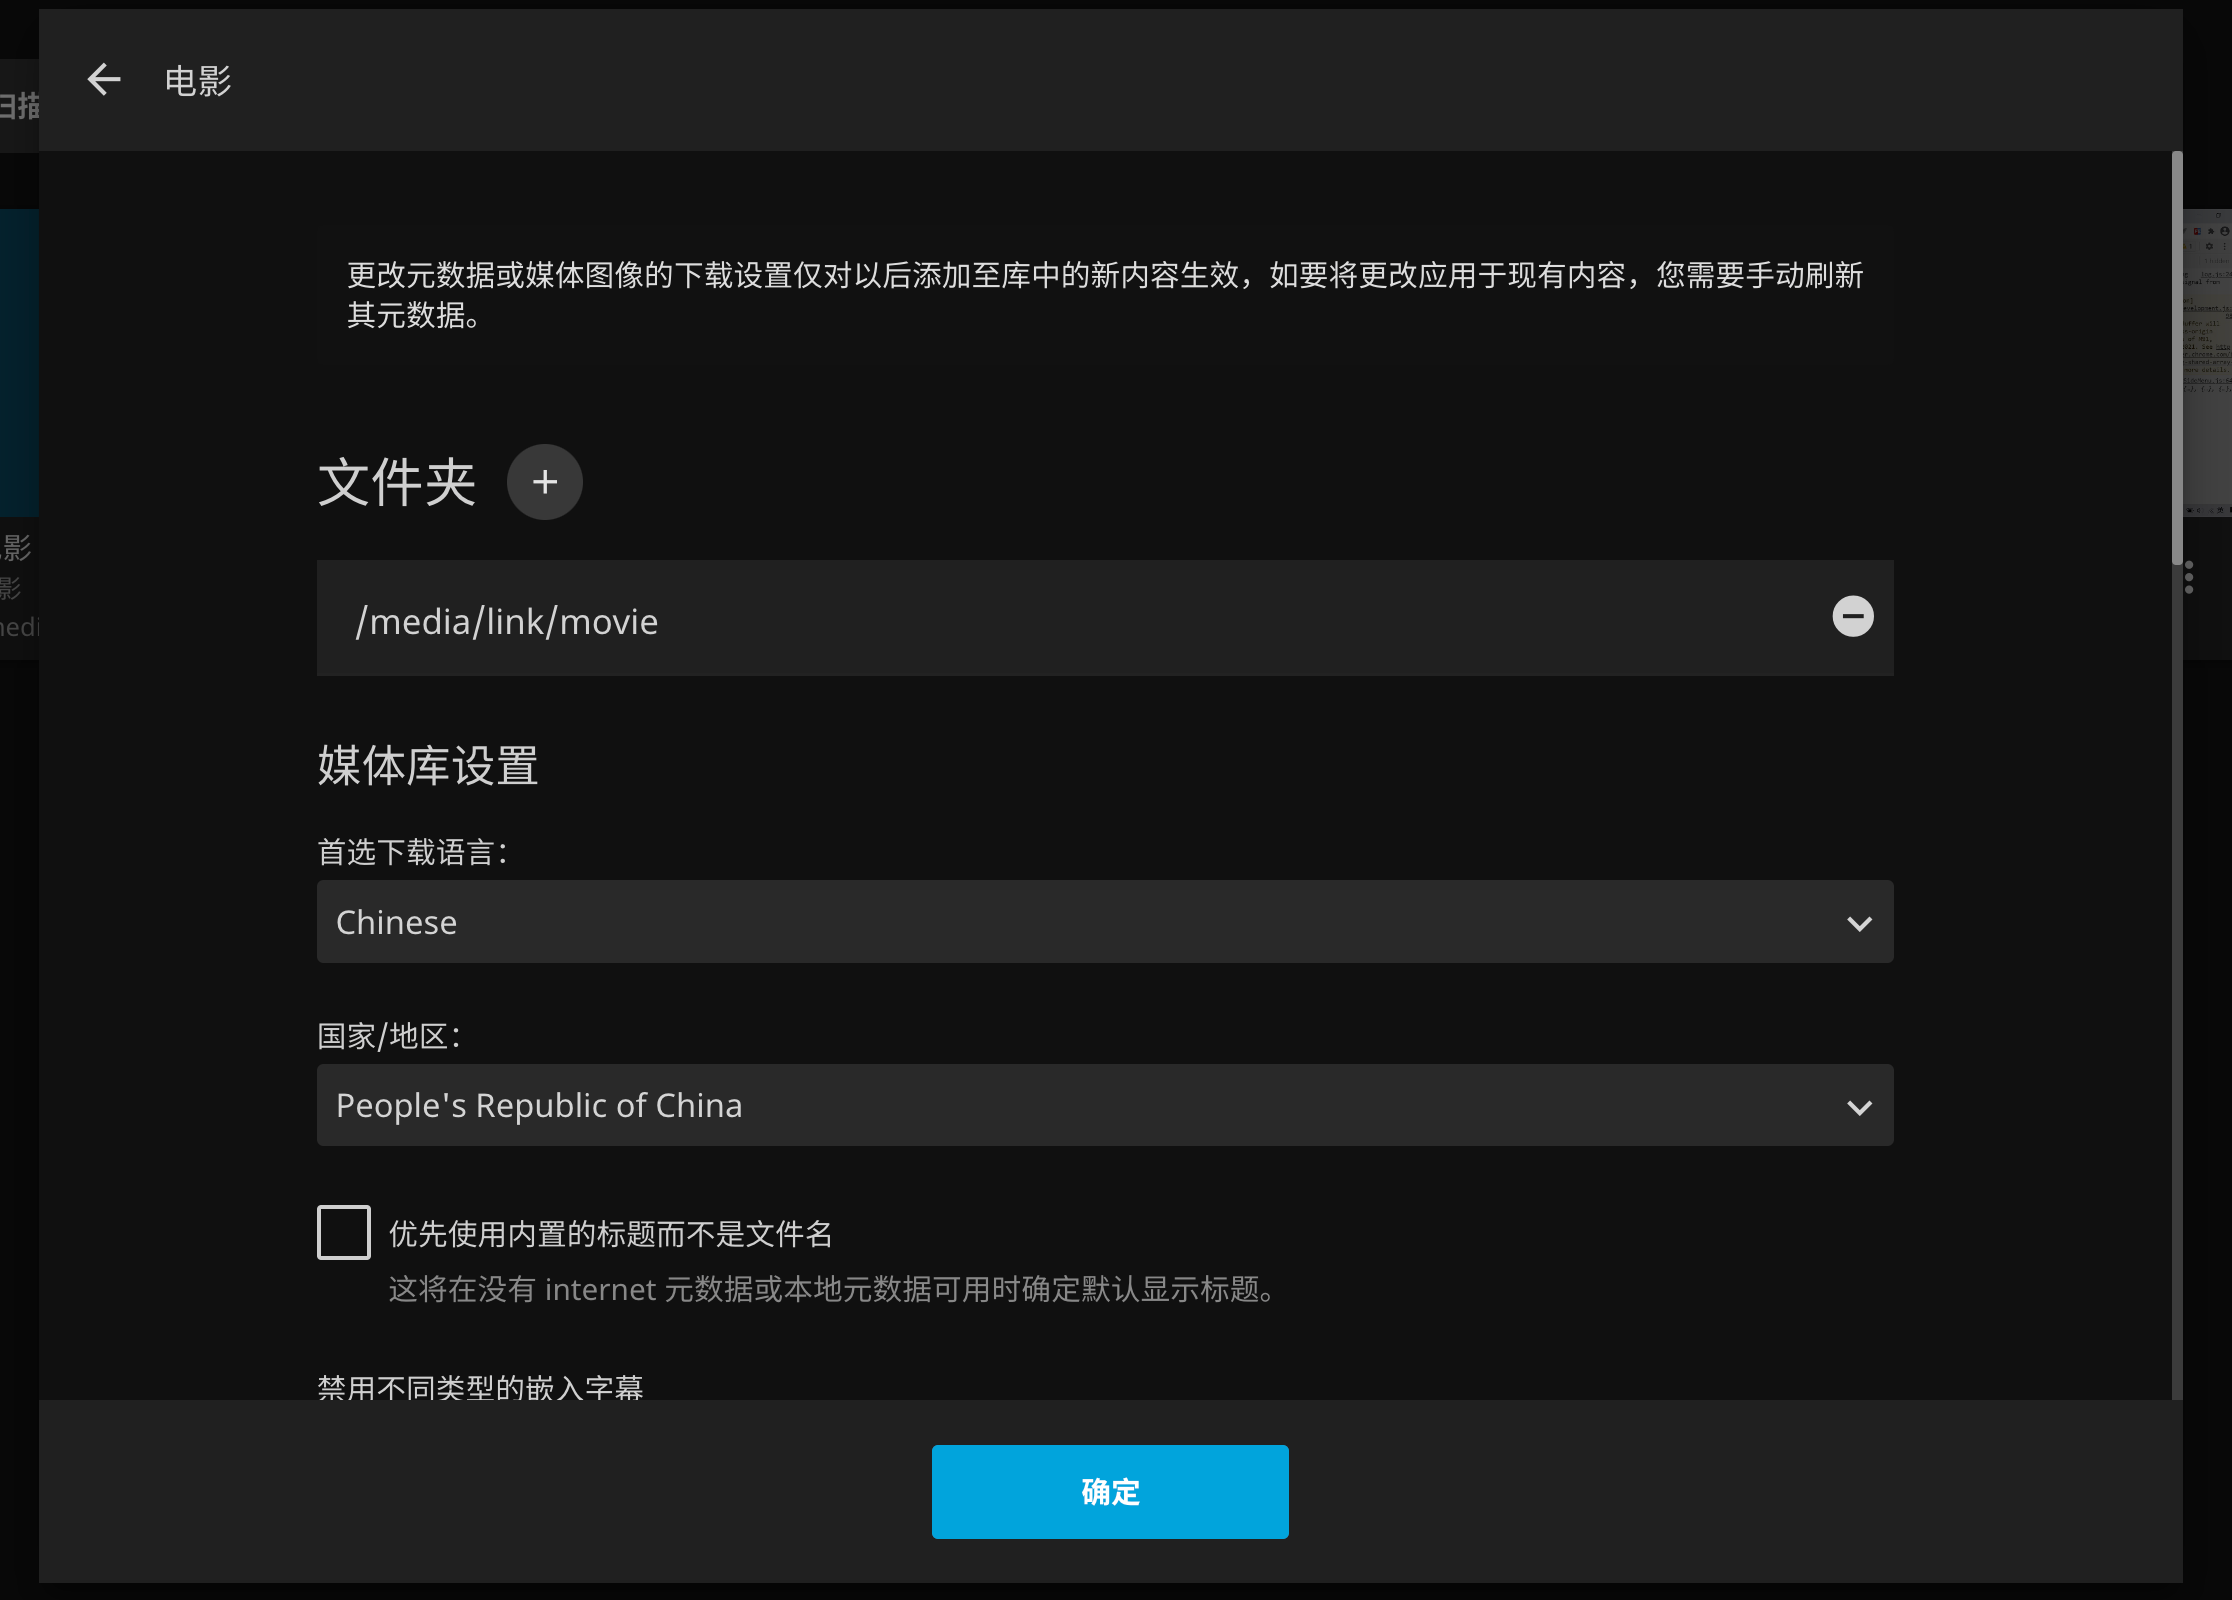 电影
更改元数据或媒体图像的下载设置仅对以后添加至库中的新内容生效，如要将更改应用于现有内容，您需要手动刷新
其元数据。
文件夹
/media/link/movie
媒体库设置
首选下载语言：
Chinese
国家/地区：
People's Republic of China
优先使用内置的标题而不是文件名
这将在没有 internet 元数据或本地元数据可用时确定默认显示标题。
禁用不同类型的嵌入字幕
确定